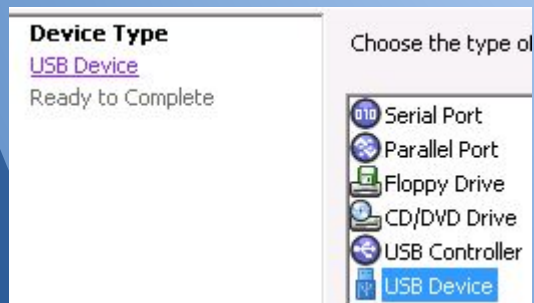 Device Type
USB Device
Ready to Complete
Choose the type of
Serial Port
Parallel Port
Floppy Drive
CD/DVD Drive
USB Controller
USB Device